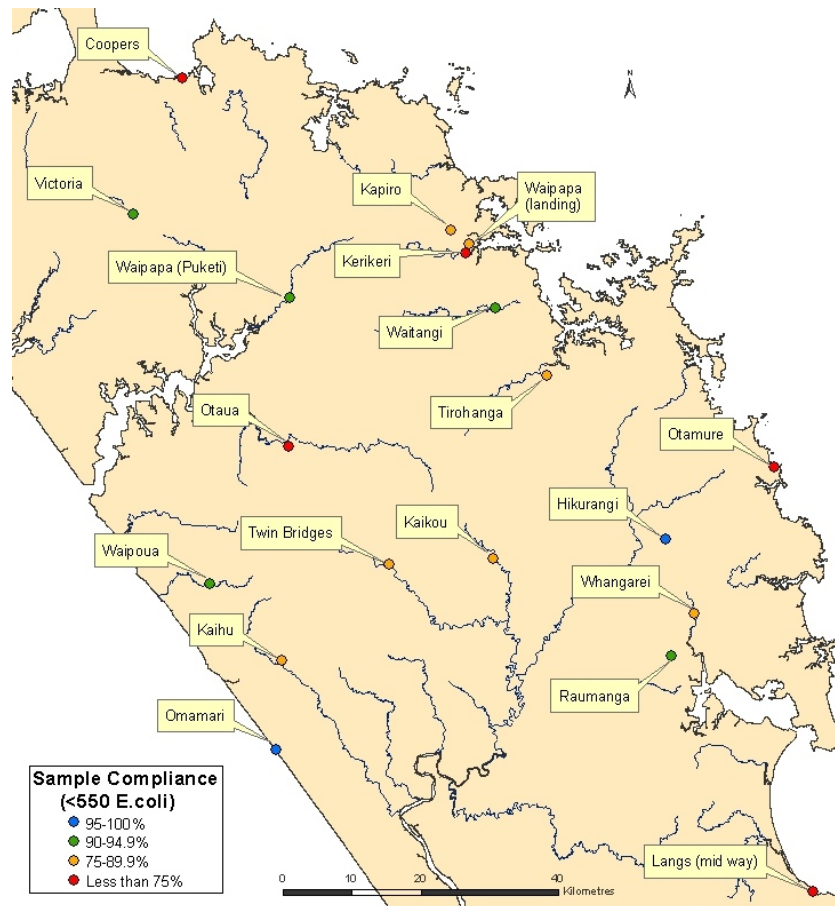 Coopers
N
Victoria
Kapiro
Waipapa
(landing)
Kerikeri
Waipapa (Puketi)
Waitangi
Tirohanga
Otaua
Otamure
Hikurangi
Twin Bridges
Kaikou
Waipoua
Whangarei
Kaihu
Raumanga
Omamari
Sample Compliance
(<550 E.coli)
95-100%
90-94.9%
75-89.9%
Less than 75%
Langs (mid way)
0 10 20 40
Kilometres